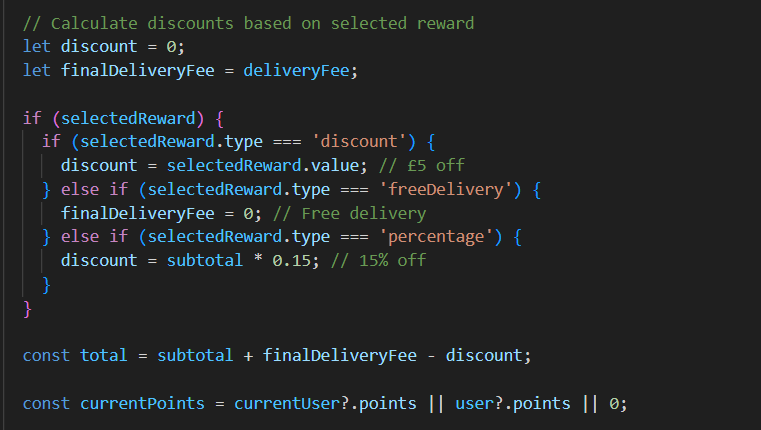 // Calculate discounts based on selected reward
let discount = 0;
let finalDeliveryFee = deliveryFee;
if (selectedReward) {
if (selectedReward.type === 'discount') {
discount = selectedReward.value; // £5 off
} else if (selectedReward.type === 'freeDelivery') {
finalDeliveryFee = 0; // Free delivery
} else if (selectedReward.type === 'percentage') {
discount = subtotal * 0.15; // 15% off
}
}
const total = subtotal + finalDeliveryFee - discount;
const currentPoints = currentUser?.points || user?.points || 0;